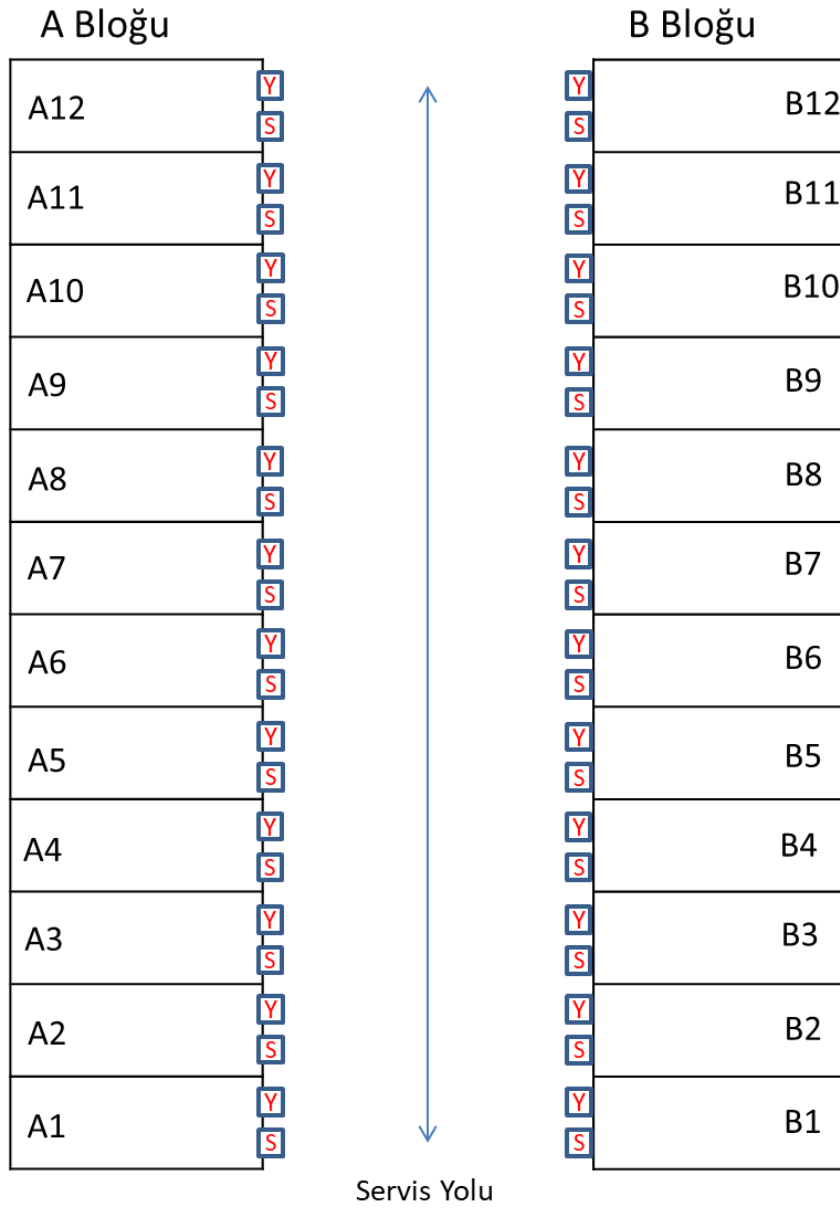 A Bloğu B Bloğu
A12 Y Y B12
S S
A11 Y Y B11
S S
A10 Y Y B10
S S
A9 Y Y B9
S S
A8 Y Y B8
S S
A7 Y Y B7
S S
A6 Y Y B6
S S
A5 Y Y B5
S S
A4 Y Y B4
S S
A3 Y Y B3
S S
A2 Y Y B2
S S
A1 Y Y B1
S S
Servis Yolu